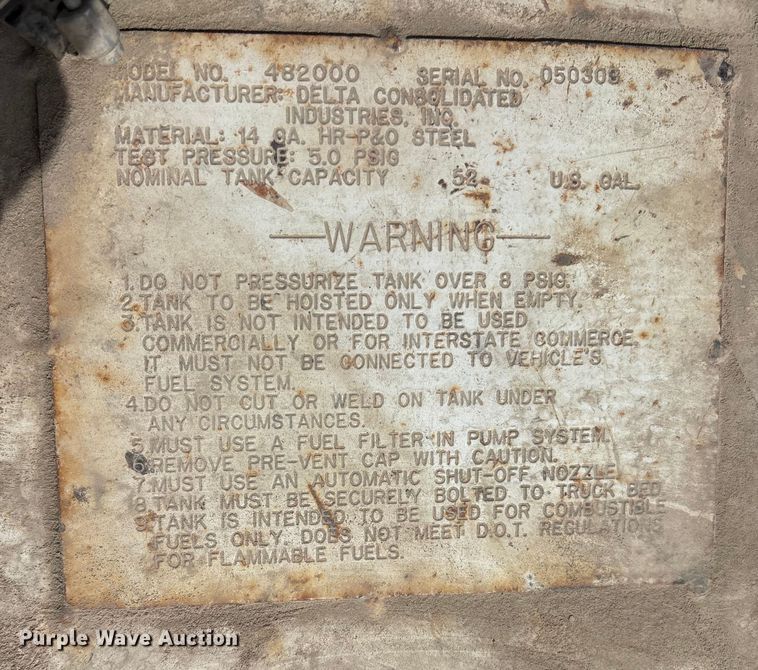 MODEL NO. 482000 SERIAL NO. 050309
MANUFACTURER: DELTA CONSOLIDATED
INDUSTRIES, INC.
MATERIAL: 14 GA. HR-P&O STEEL
TEST PRESSURE: 5.0 PSIG
NOMINAL TANK CAPACITY 52 U.S. GAL.
—WARNING—
1. DO NOT PRESSURIZE TANK OVER 8 PSIG.
2. TANK TO BE HOISTED ONLY WHEN EMPTY.
3. TANK IS NOT INTENDED TO BE USED
COMMERCIALLY OR FOR INTERSTATE COMMERCE.
IT MUST NOT BE CONNECTED TO VEHICLE'S
FUEL SYSTEM.
4. DO NOT CUT OR WELD ON TANK UNDER
ANY CIRCUMSTANCES.
5. MUST USE A FUEL FILTER IN PUMP SYSTEM.
6. REMOVE PRE-VENT CAP WITH CAUTION.
7. MUST USE AN AUTOMATIC SHUT-OFF NOZZLE.
8. TANK MUST BE SECURELY BOLTED TO TRUCK BED
9. TANK IS INTENDED TO BE USED FOR COMBUSTIBLE
FUELS ONLY. DOES NOT MEET D.O.T. REGULATIONS
FOR FLAMMABLE FUELS.
Purple Wave Auction